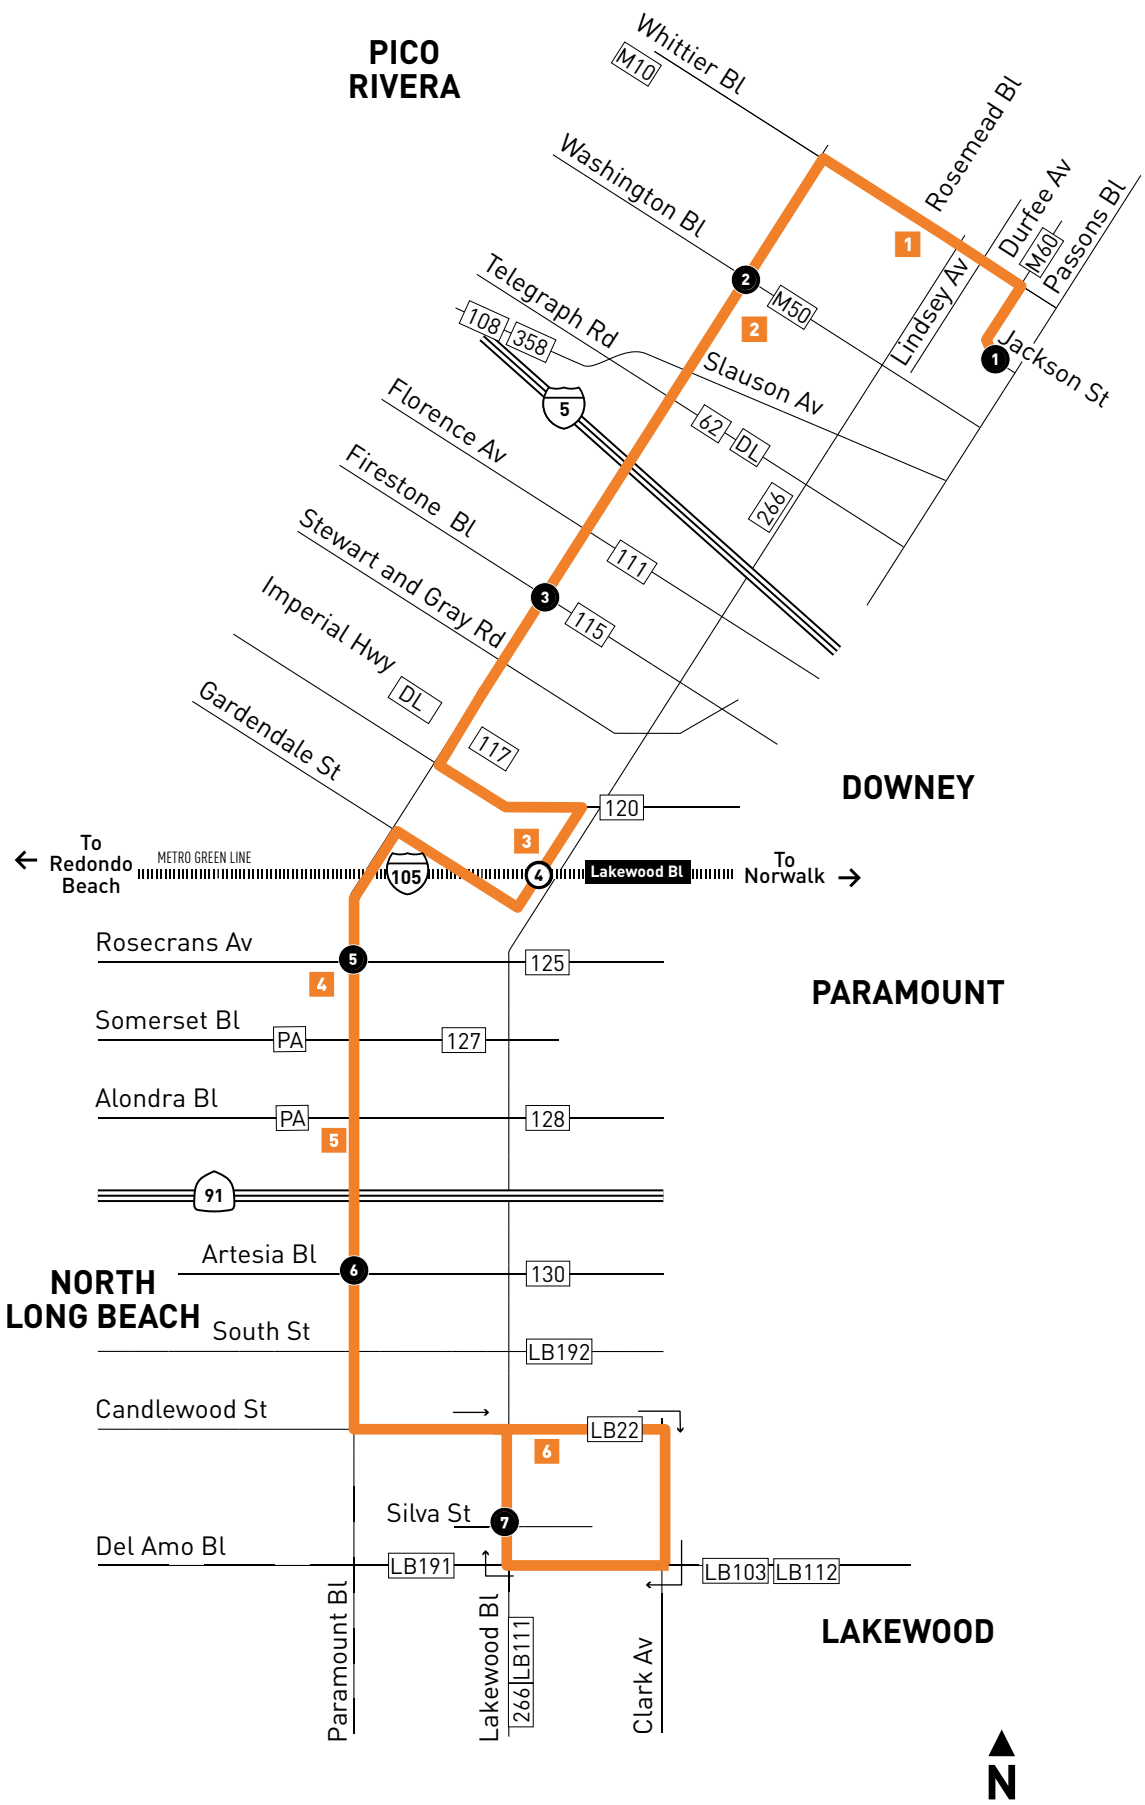 PICO
RIVERA
Whittier Bl
M10
Rosemead Bl
Washington Bl
Durfee Av
Passons Bl
M60
1
Lindsey Av
2
M50
2
Telegraph Rd
Jackson St
1
108
358
Slauson Av
5
Florence Av
62
DL
Firestone Bl
266
Stewart and Gray Rd
111
3
115
Imperial Hwy
DL
Gardendale St
117
DOWNEY
120
3
To
Redondo
Beach
METRO GREEN LINE
105
4
Lakewood Bl
To
Norwalk
Rosecrans Av
5
125
4
PARAMOUNT
Somerset Bl
PA
127
Alondra Bl
PA
128
5
91
Artesia Bl
6
130
NORTH
LONG BEACH
South St
LB192
Candlewood St
LB22
6
Silva St
7
Del Amo Bl
LB191
LB103
LB112
Paramount Bl
Lakewood Bl
266
LB111
Clark Av
LAKEWOOD
N